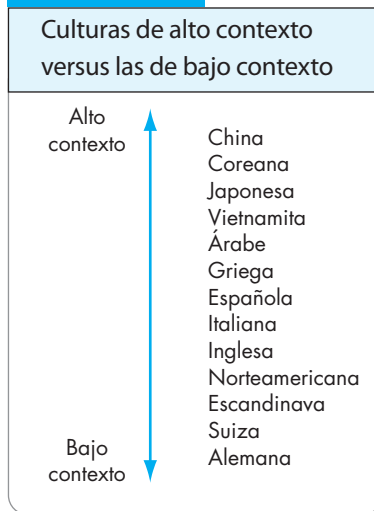 Culturas de alto contexto
versus las de bajo contexto
Alto
contexto
China
Coreana
Japonesa
Vietnamita
Árabe
Griega
Española
Italiana
Inglesa
Norteamericana
Escandinava
Suiza
Alemana
Bajo
contexto